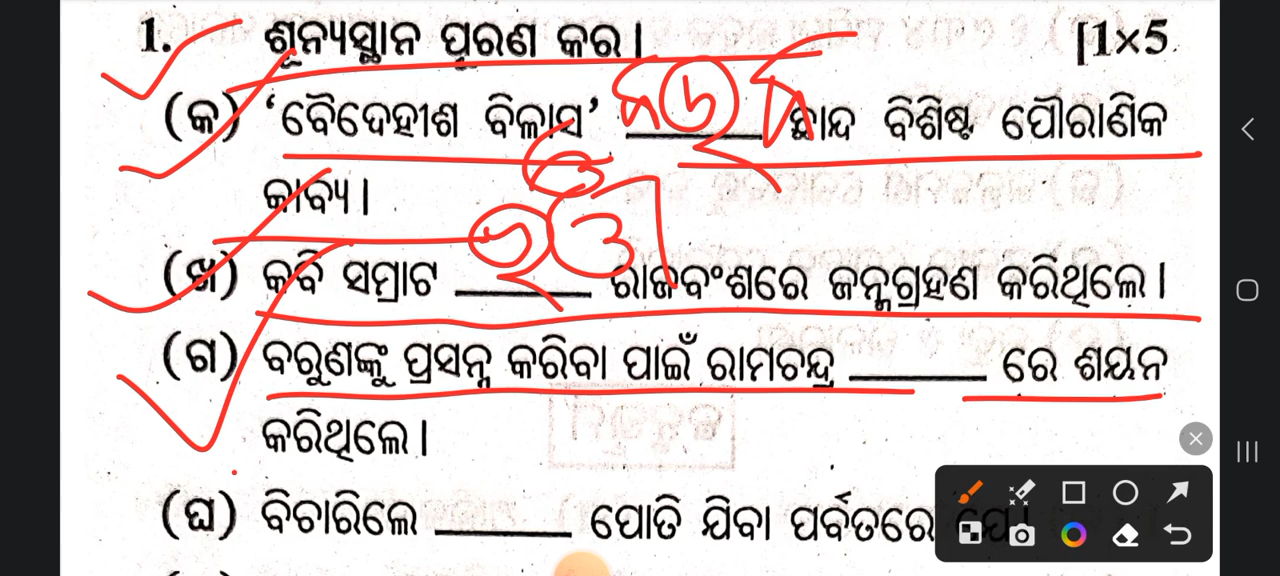 1. ଶୂନ୍ୟସ୍ଥାନ ପୂରଣ କର। [1×5
(କ) ‘ବୈଦେହୀଶ ବିଳାସ’ ______ ଛାନ୍ଦ ବିଶିଷ୍ଟ ପୌରାଣିକ
କାବ୍ୟ।
(ଖ) କବି ସମ୍ରାଟ ______ ରାଜବଂଶରେ ଜନ୍ମଗ୍ରହଣ କରିଥିଲେ।
(ଗ) ବରୁଣଙ୍କୁ ପ୍ରସନ୍ନ କରିବା ପାଇଁ ରାମଚନ୍ଦ୍ର ______ ରେ ଶୟନ
କରିଥିଲେ।
(ଘ) ବିଚାରିଲେ ______ ପୋତି ଯିବା ପର୍ବତରେ